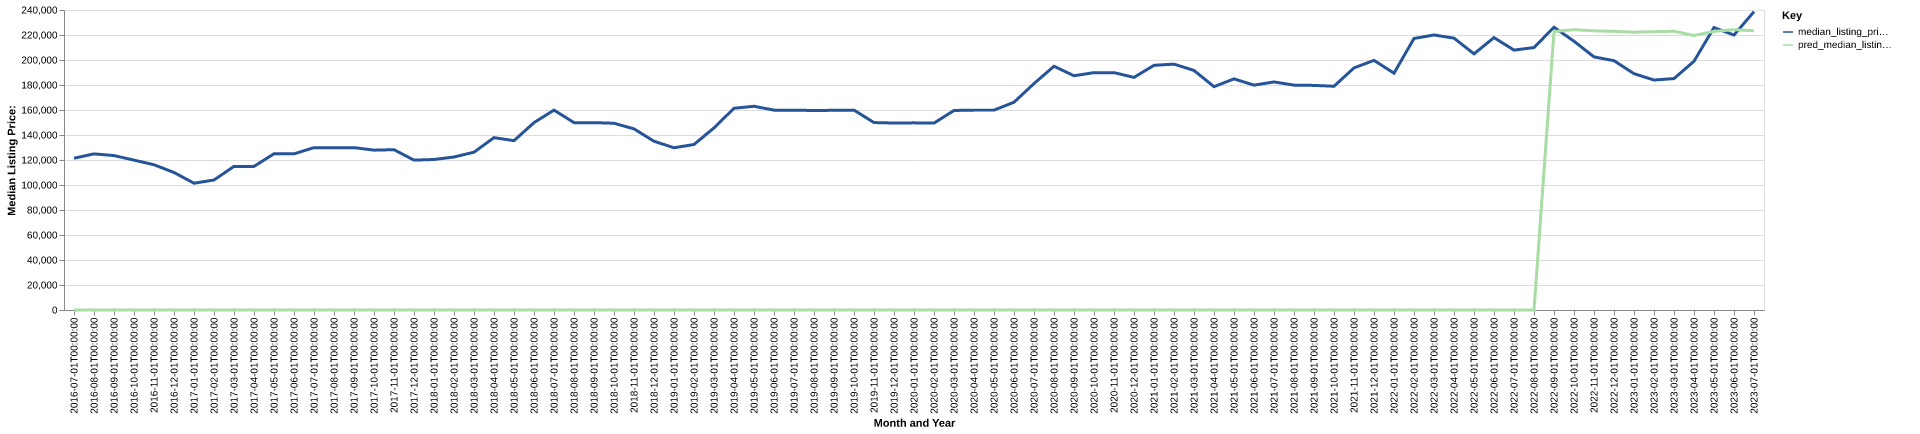 240,000
220,000
200,000
180,000
160,000
140,000
120,000
100,000
80,000
60,000
40,000
20,000
0
Median Listing Price:
2016-07-01T00:00:00
2016-08-01T00:00:00
2016-09-01T00:00:00
2016-10-01T00:00:00
2016-11-01T00:00:00
2016-12-01T00:00:00
2017-01-01T00:00:00
2017-02-01T00:00:00
2017-03-01T00:00:00
2017-04-01T00:00:00
2017-05-01T00:00:00
2017-06-01T00:00:00
2017-07-01T00:00:00
2017-08-01T00:00:00
2017-09-01T00:00:00
2017-10-01T00:00:00
2017-11-01T00:00:00
2017-12-01T00:00:00
2018-01-01T00:00:00
2018-02-01T00:00:00
2018-03-01T00:00:00
2018-04-01T00:00:00
2018-05-01T00:00:00
2018-06-01T00:00:00
2018-07-01T00:00:00
2018-08-01T00:00:00
2018-09-01T00:00:00
2018-10-01T00:00:00
2018-11-01T00:00:00
2018-12-01T00:00:00
2019-01-01T00:00:00
2019-02-01T00:00:00
2019-03-01T00:00:00
2019-04-01T00:00:00
2019-05-01T00:00:00
2019-06-01T00:00:00
2019-07-01T00:00:00
2019-08-01T00:00:00
2019-09-01T00:00:00
2019-10-01T00:00:00
2019-11-01T00:00:00
2019-12-01T00:00:00
2020-01-01T00:00:00
2020-02-01T00:00:00
2020-03-01T00:00:00
2020-04-01T00:00:00
2020-05-01T00:00:00
2020-06-01T00:00:00
2020-07-01T00:00:00
2020-08-01T00:00:00
2020-09-01T00:00:00
2020-10-01T00:00:00
2020-11-01T00:00:00
2020-12-01T00:00:00
2021-01-01T00:00:00
2021-02-01T00:00:00
2021-03-01T00:00:00
2021-04-01T00:00:00
2021-05-01T00:00:00
2021-06-01T00:00:00
2021-07-01T00:00:00
2021-08-01T00:00:00
2021-09-01T00:00:00
2021-10-01T00:00:00
2021-11-01T00:00:00
2021-12-01T00:00:00
2022-01-01T00:00:00
2022-02-01T00:00:00
2022-03-01T00:00:00
2022-04-01T00:00:00
2022-05-01T00:00:00
2022-06-01T00:00:00
2022-07-01T00:00:00
2022-08-01T00:00:00
2022-09-01T00:00:00
2022-10-01T00:00:00
2022-11-01T00:00:00
2022-12-01T00:00:00
2023-01-01T00:00:00
2023-02-01T00:00:00
2023-03-01T00:00:00
2023-04-01T00:00:00
2023-05-01T00:00:00
2023-06-01T00:00:00
2023-07-01T00:00:00
Month and Year
Key
median_listing_pri…
pred_median_listin…